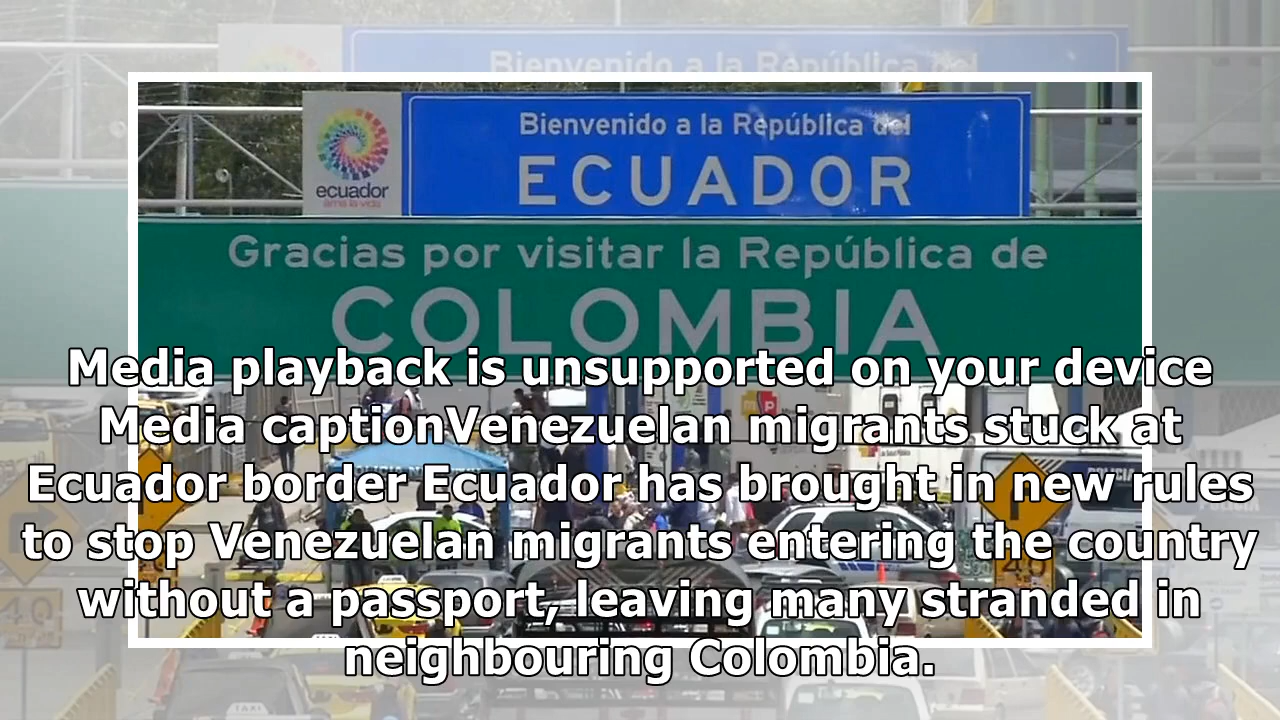 Bienvenido a la República del
ECUADOR
ecuador
ama la vida
Gracias por visitar la República de
COLOMBIA
Media playback is unsupported on your device
Media captionVenezuelan migrants stuck at
Ecuador border Ecuador has brought in new rules
to stop Venezuelan migrants entering the country
without a passport, leaving many stranded in
neighbouring Colombia.
POLICIA
TAXI